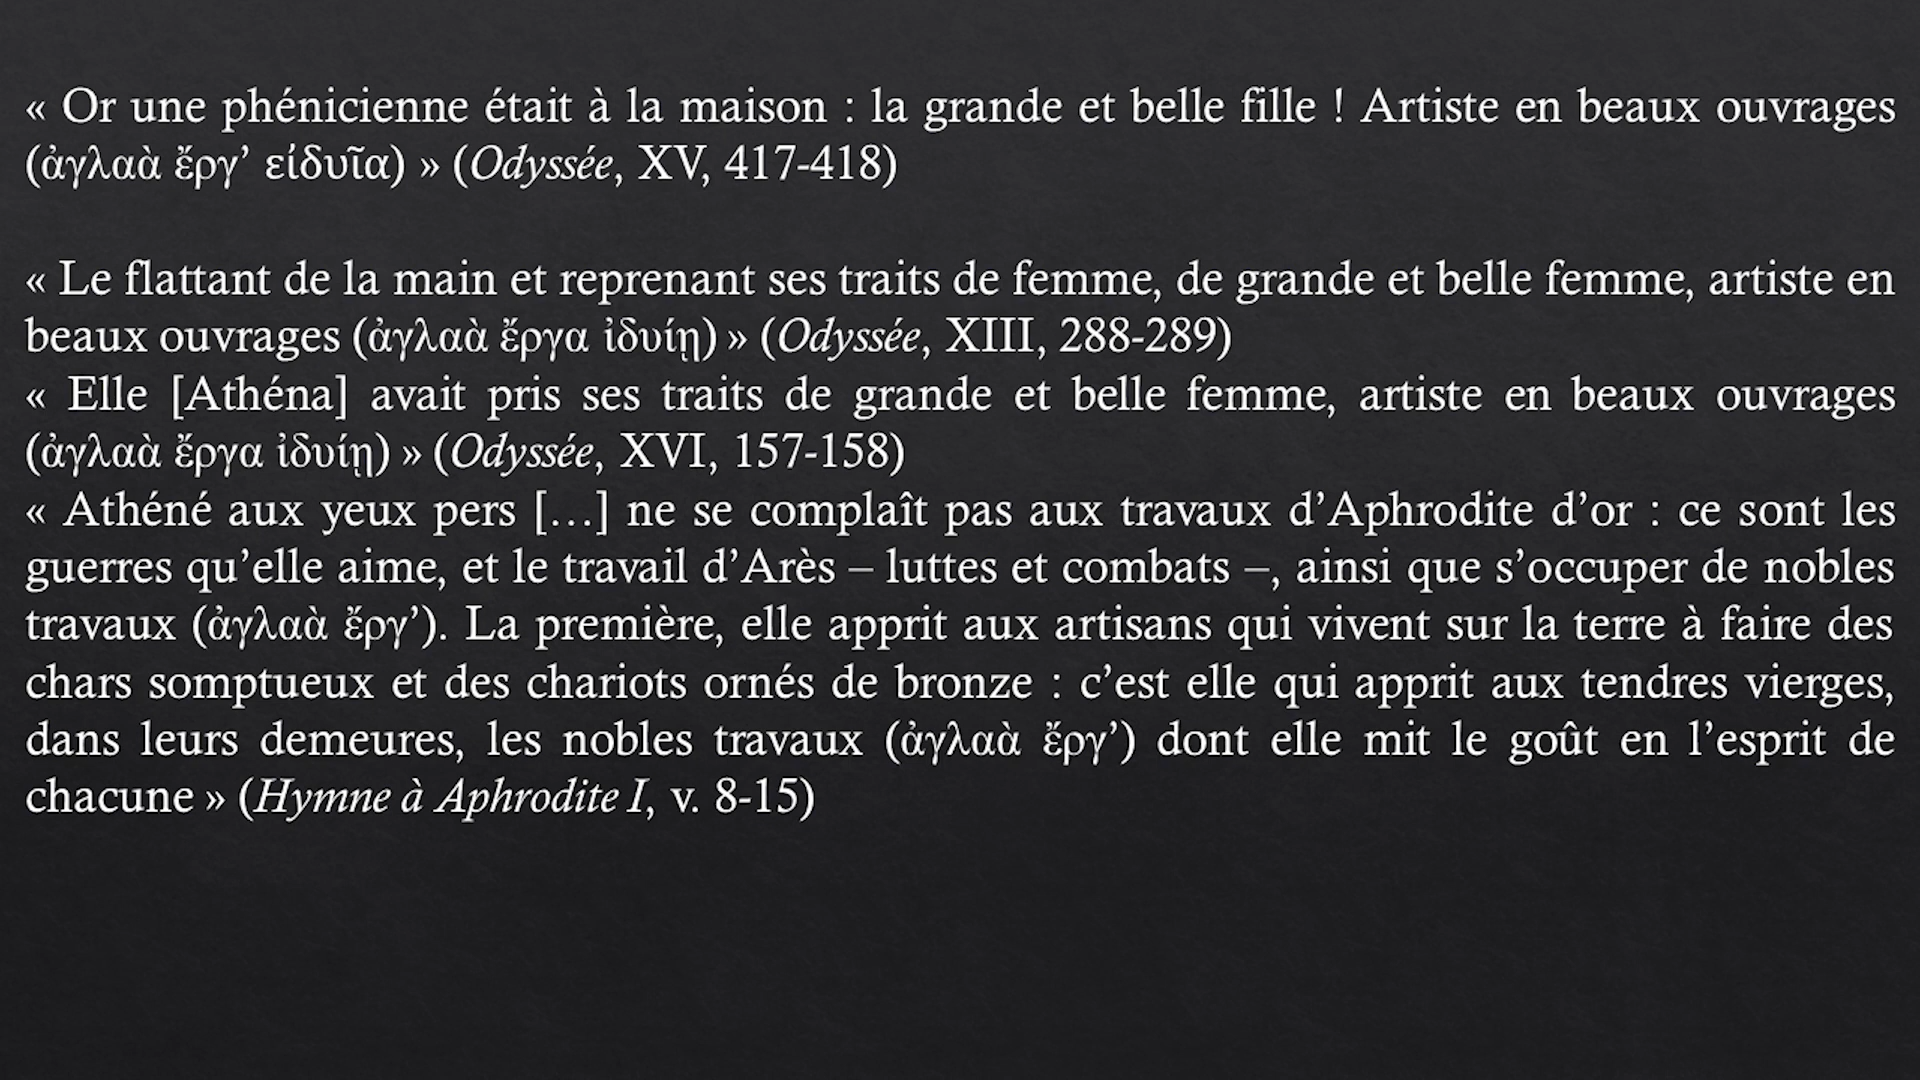 « Or une phénicienne était à la maison : la grande et belle fille ! Artiste en beaux ouvrages
(ἀγλαὰ ἔργ’ εἰδυῖα) » (Odyssée, XV, 417-418)
« Le flattant de la main et reprenant ses traits de femme, de grande et belle femme, artiste en
beaux ouvrages (ἀγλαὰ ἔργα ἰδυίῃ) » (Odyssée, XIII, 288-289)
« Elle [Athéna] avait pris ses traits de grande et belle femme, artiste en beaux ouvrages
(ἀγλαὰ ἔργα ἰδυίῃ) » (Odyssée, XVI, 157-158)
« Athéné aux yeux pers […] ne se complaît pas aux travaux d’Aphrodite d’or : ce sont les
guerres qu’elle aime, et le travail d’Arès – luttes et combats –, ainsi que s’occuper de nobles
travaux (ἀγλαὰ ἔργ’). La première, elle apprit aux artisans qui vivent sur la terre à faire des
chars somptueux et des chariots ornés de bronze : c’est elle qui apprit aux tendres vierges,
dans leurs demeures, les nobles travaux (ἀγλαὰ ἔργ’) dont elle mit le goût en l’esprit de
chacune » (Hymne à Aphrodite I, v. 8-15)